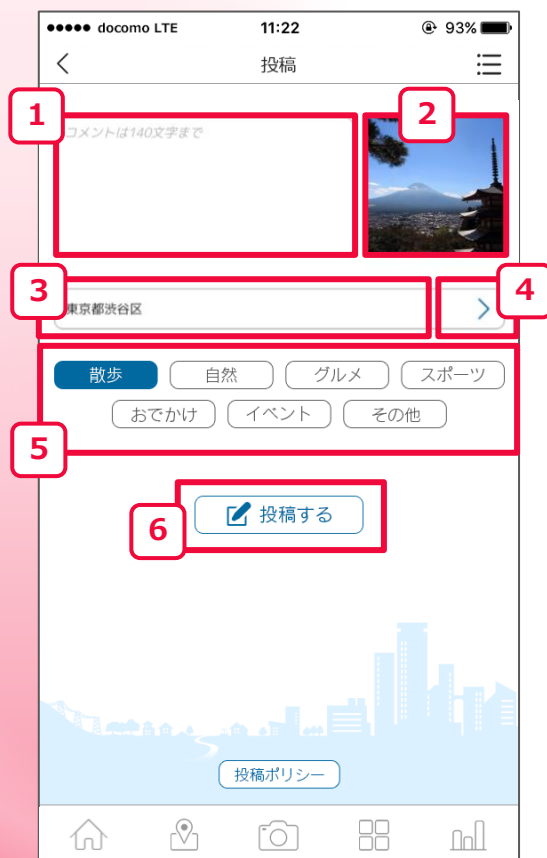 docomo LTE 11:22 93%
投稿
1
2
コメントは140文字まで
3
4
東京都渋谷区
散歩 自然 グルメ スポーツ
おでかけ イベント その他
5
投稿する
6
投稿ポリシー